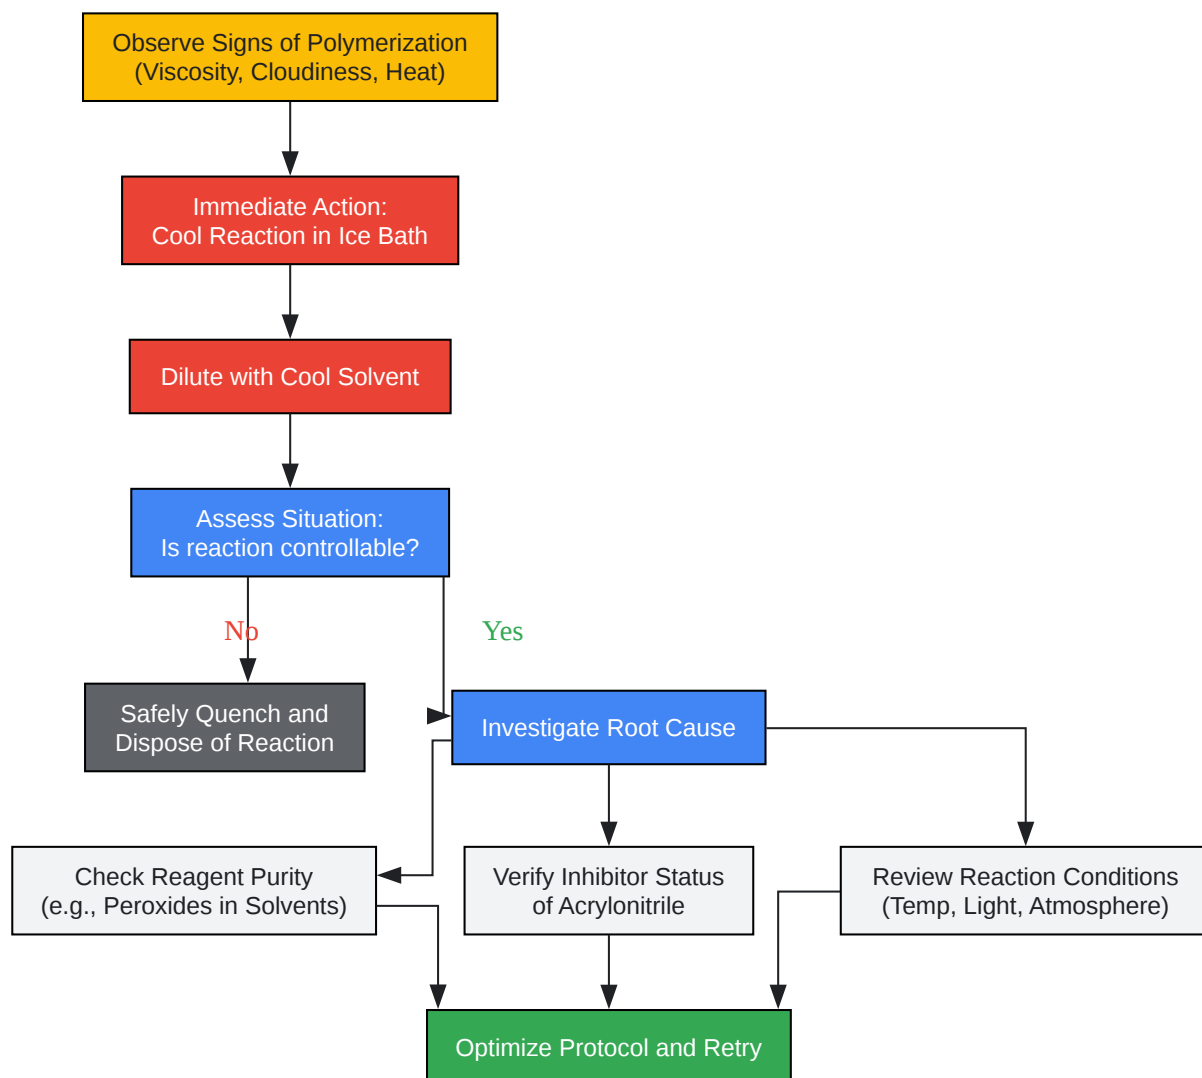 Observe Signs of Polymerization
(Viscosity, Cloudiness, Heat)
Immediate Action:
Cool Reaction in Ice Bath
Dilute with Cool Solvent
Assess Situation:
Is reaction controllable?
No
Yes
Safely Quench and
Dispose of Reaction
Investigate Root Cause
Check Reagent Purity
(e.g., Peroxides in Solvents)
Verify Inhibitor Status
of Acrylonitrile
Review Reaction Conditions
(Temp, Light, Atmosphere)
Optimize Protocol and Retry